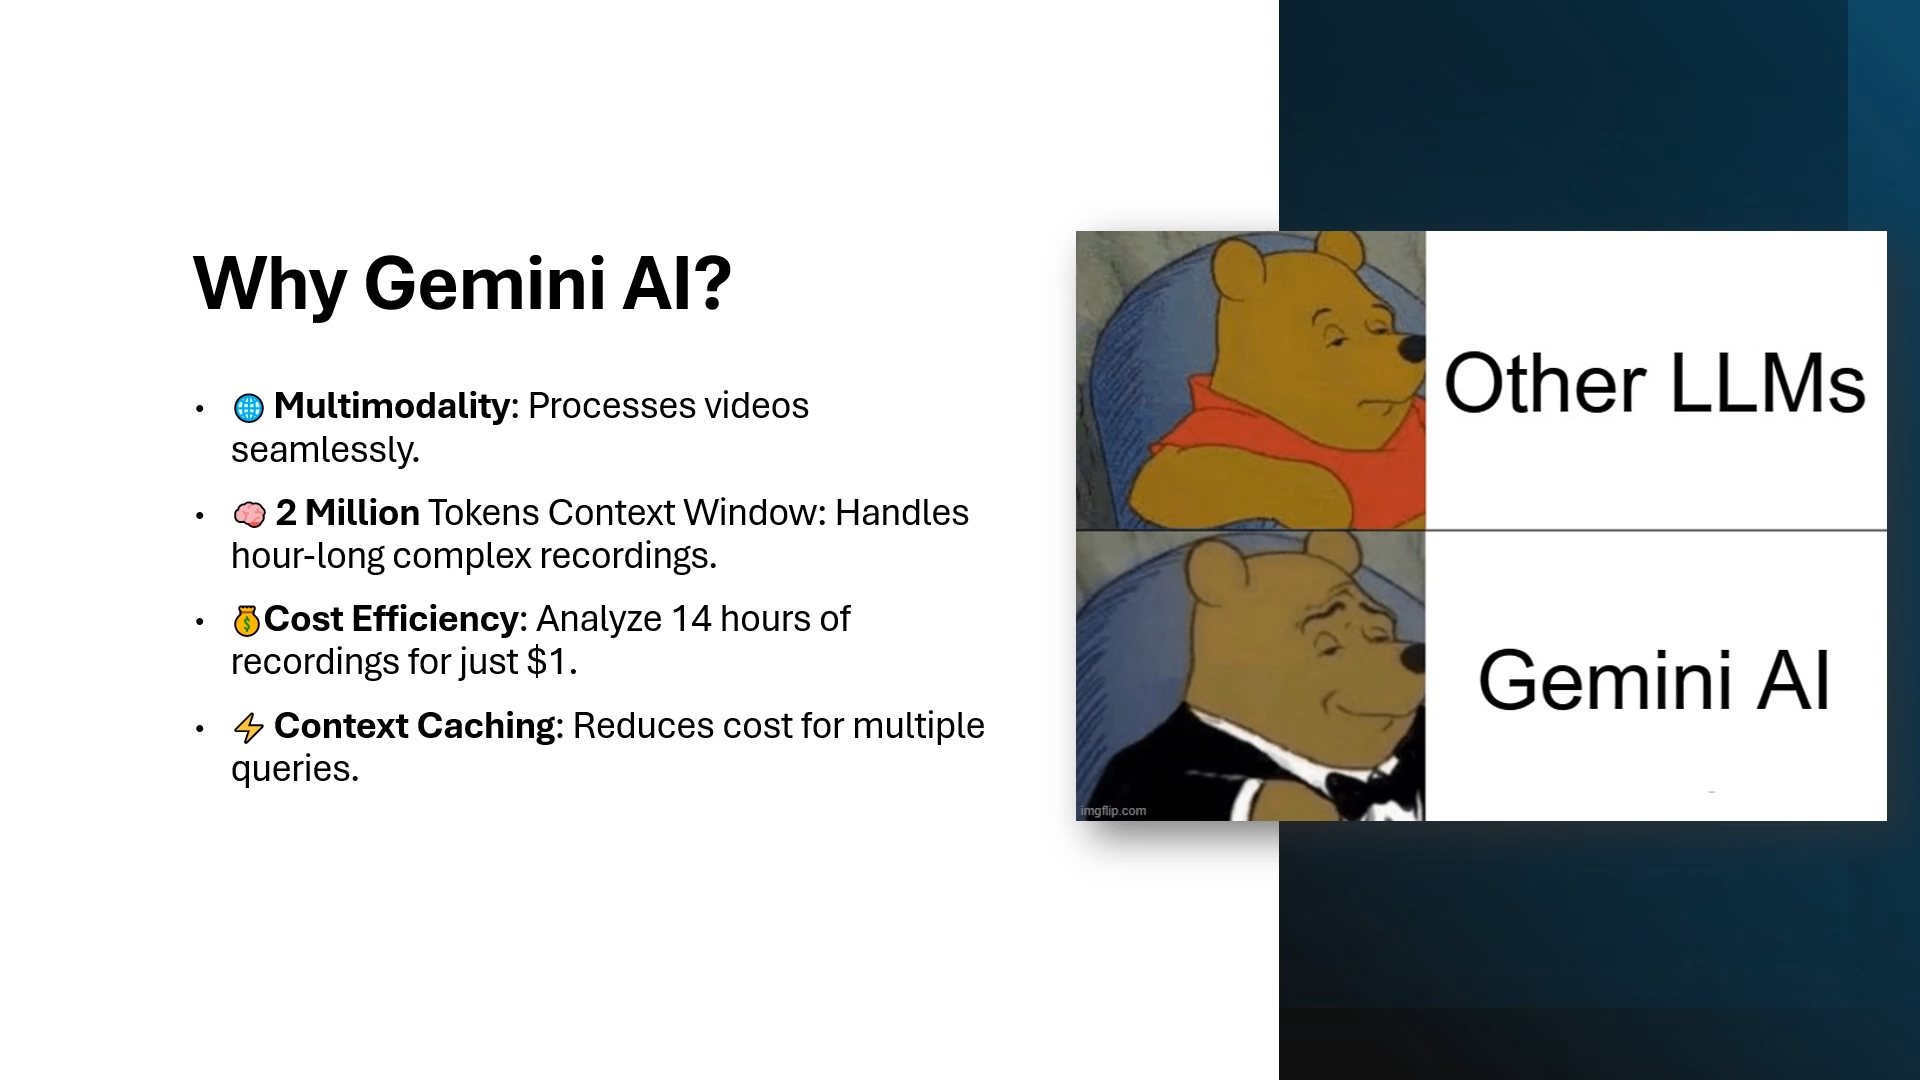 Why Gemini AI?
• 🌐 Multimodality: Processes videos
seamlessly.
• 🧠 2 Million Tokens Context Window: Handles
hour-long complex recordings.
• 💰Cost Efficiency: Analyze 14 hours of
recordings for just $1.
• ⚡ Context Caching: Reduces cost for multiple
queries.
Other LLMs
Gemini AI
imgflip.com